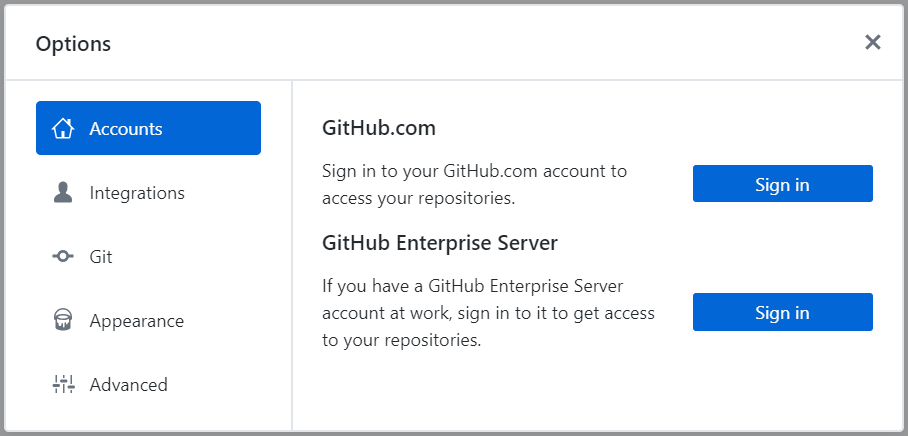 Options
Accounts
Integrations
Git
Appearance
Advanced
GitHub.com
Sign in to your GitHub.com account to
access your repositories.
Sign in
GitHub Enterprise Server
If you have a GitHub Enterprise Server
account at work, sign in to it to get access
to your repositories.
Sign in